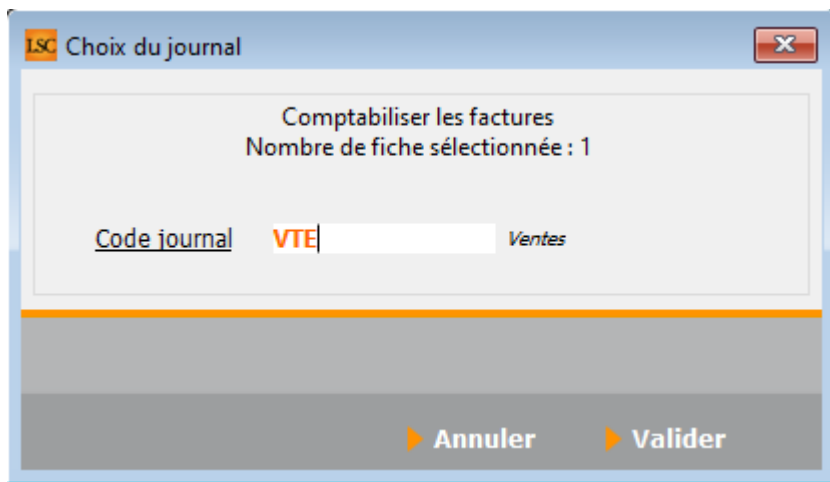 LSC Choix du journal
Comptabiliser les factures
Nombre de fiche sélectionnée : 1
Code journal VTE Ventes
Annuler Valider